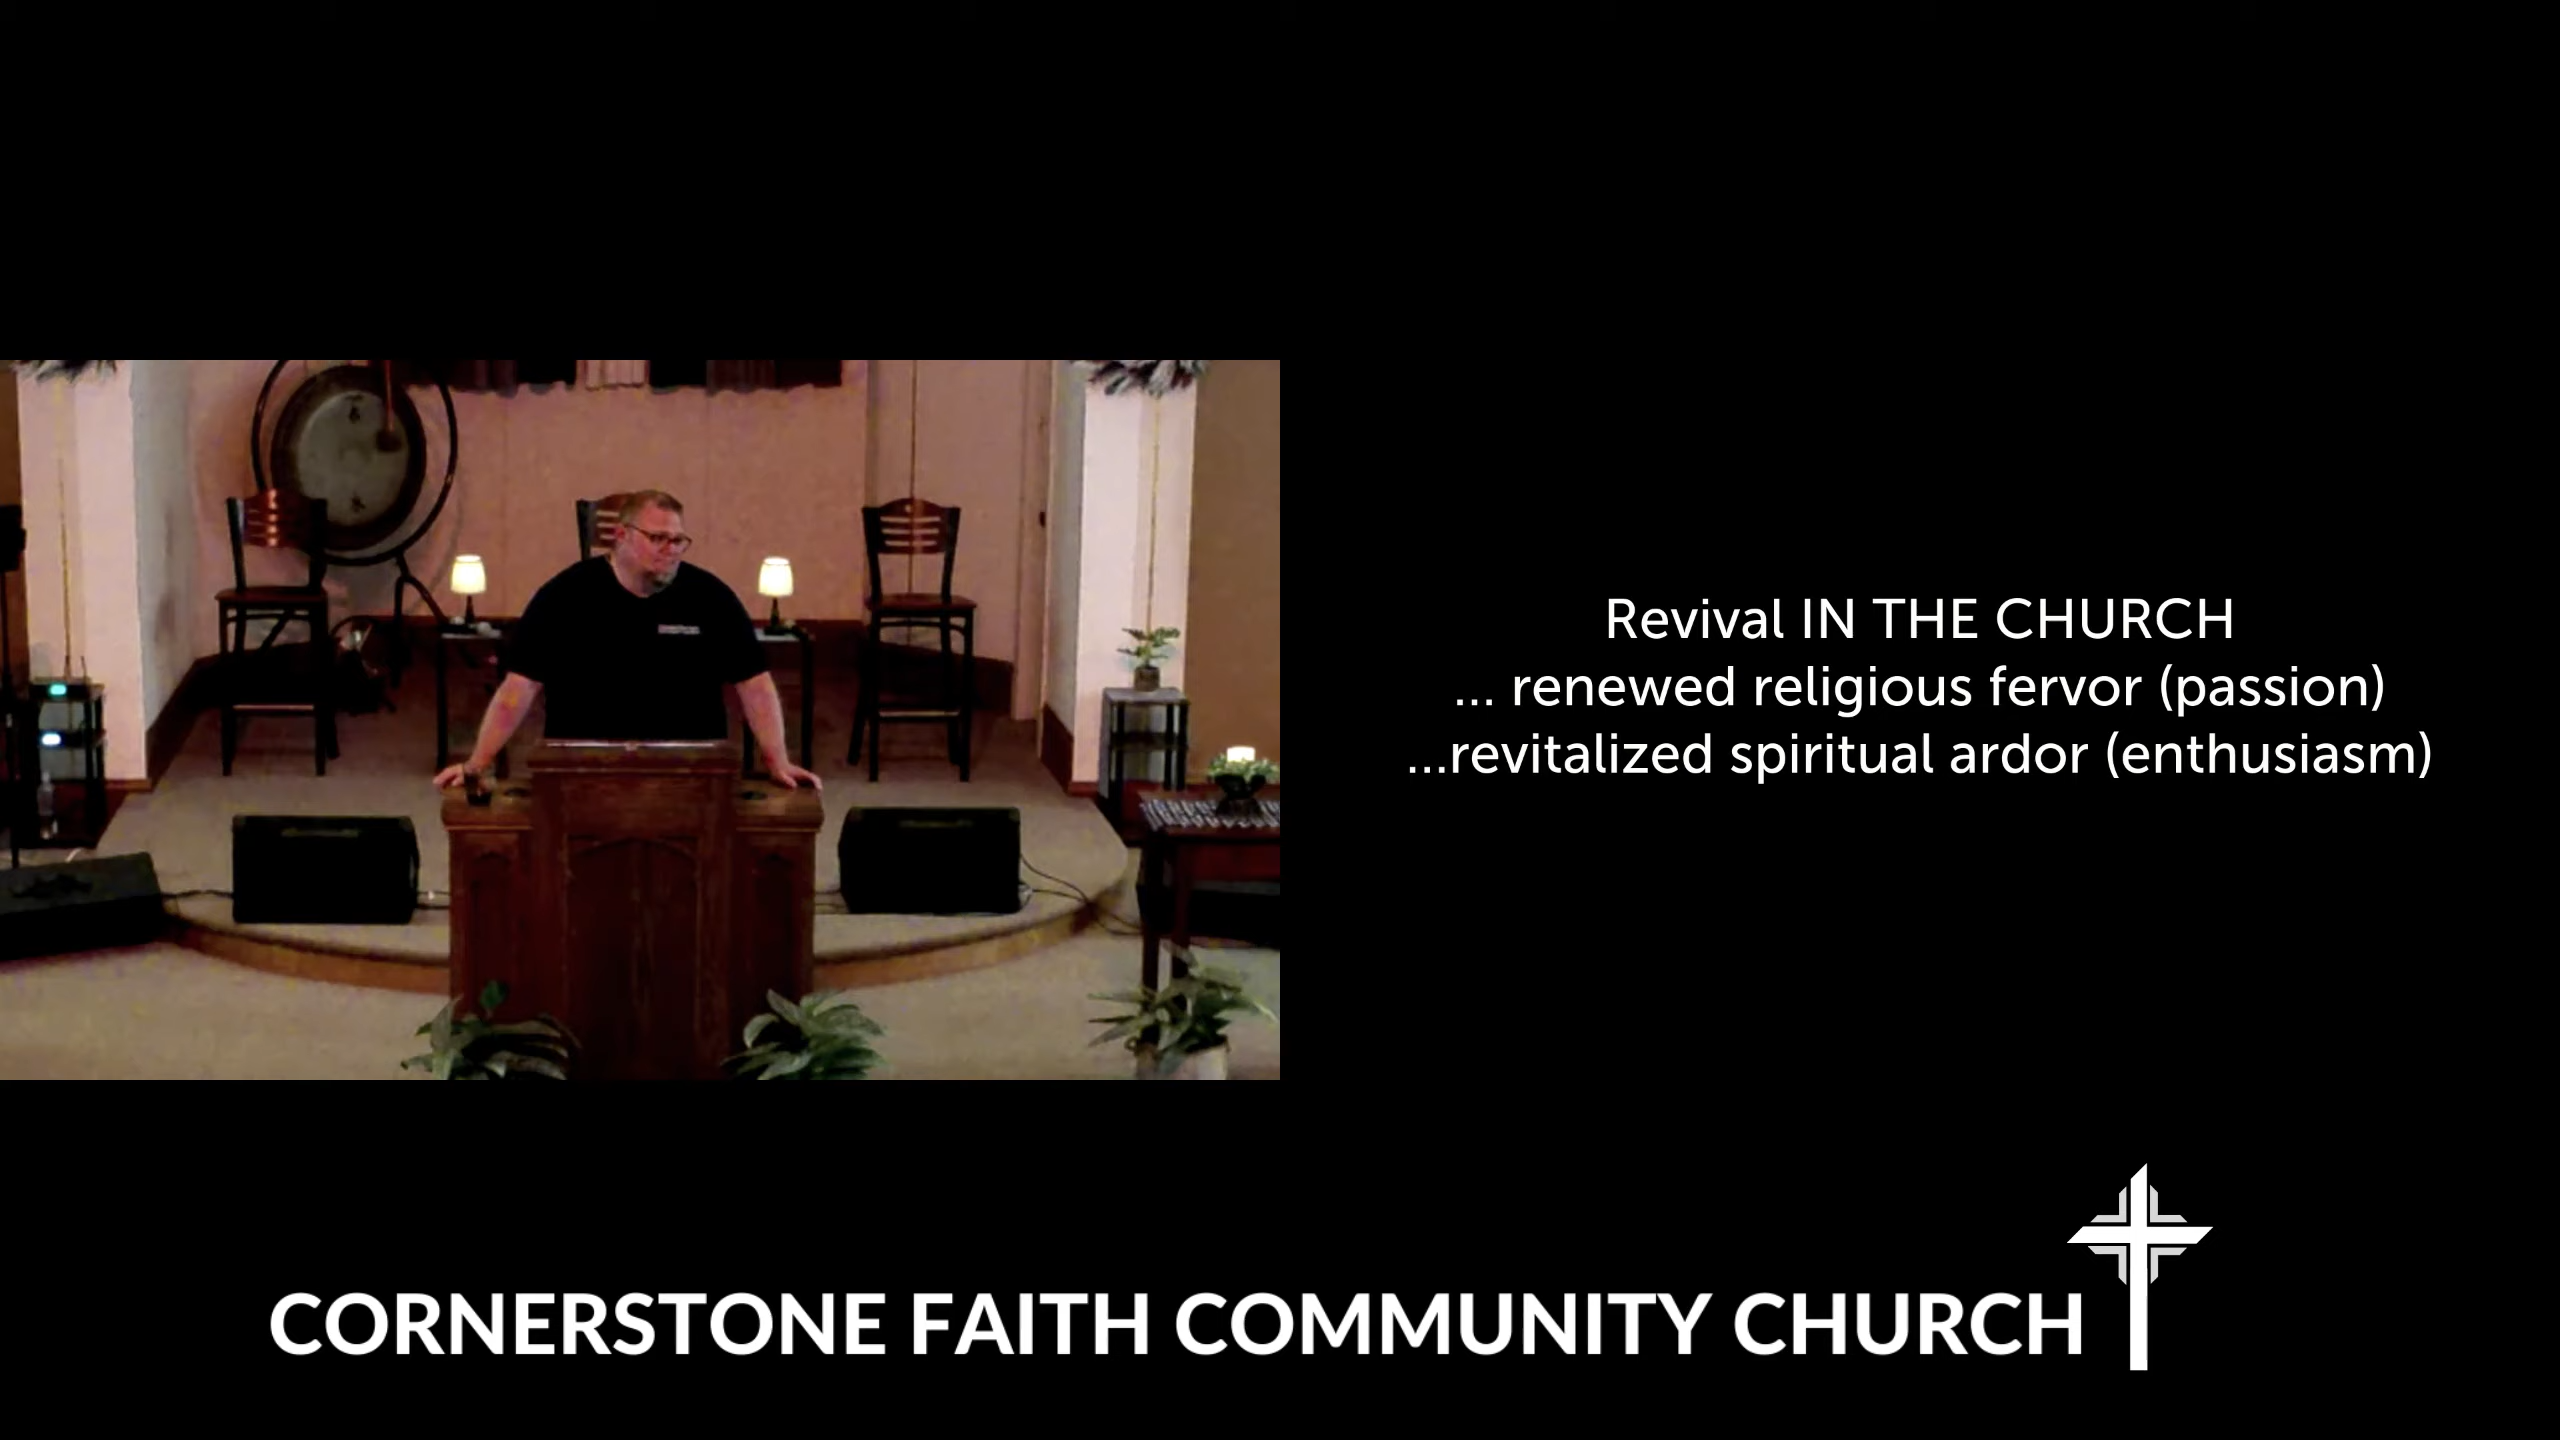 Revival IN THE CHURCH
... renewed religious fervor (passion)
...revitalized spiritual ardor (enthusiasm)
CORNERSTONE FAITH COMMUNITY CHURCH